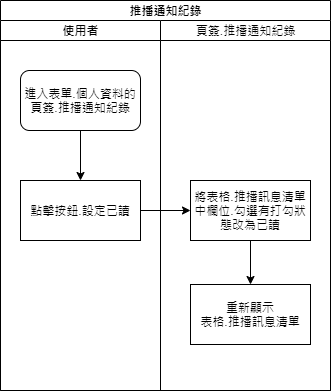 推播通知紀錄
使用者
頁簽.推播通知紀錄
進入表單.個人資料的
頁簽.推播通知紀錄
點擊按鈕.設定已讀
將表格.推播訊息清單
中欄位.勾選有打勾狀
態改為已讀
重新顯示
表格.推播訊息清單